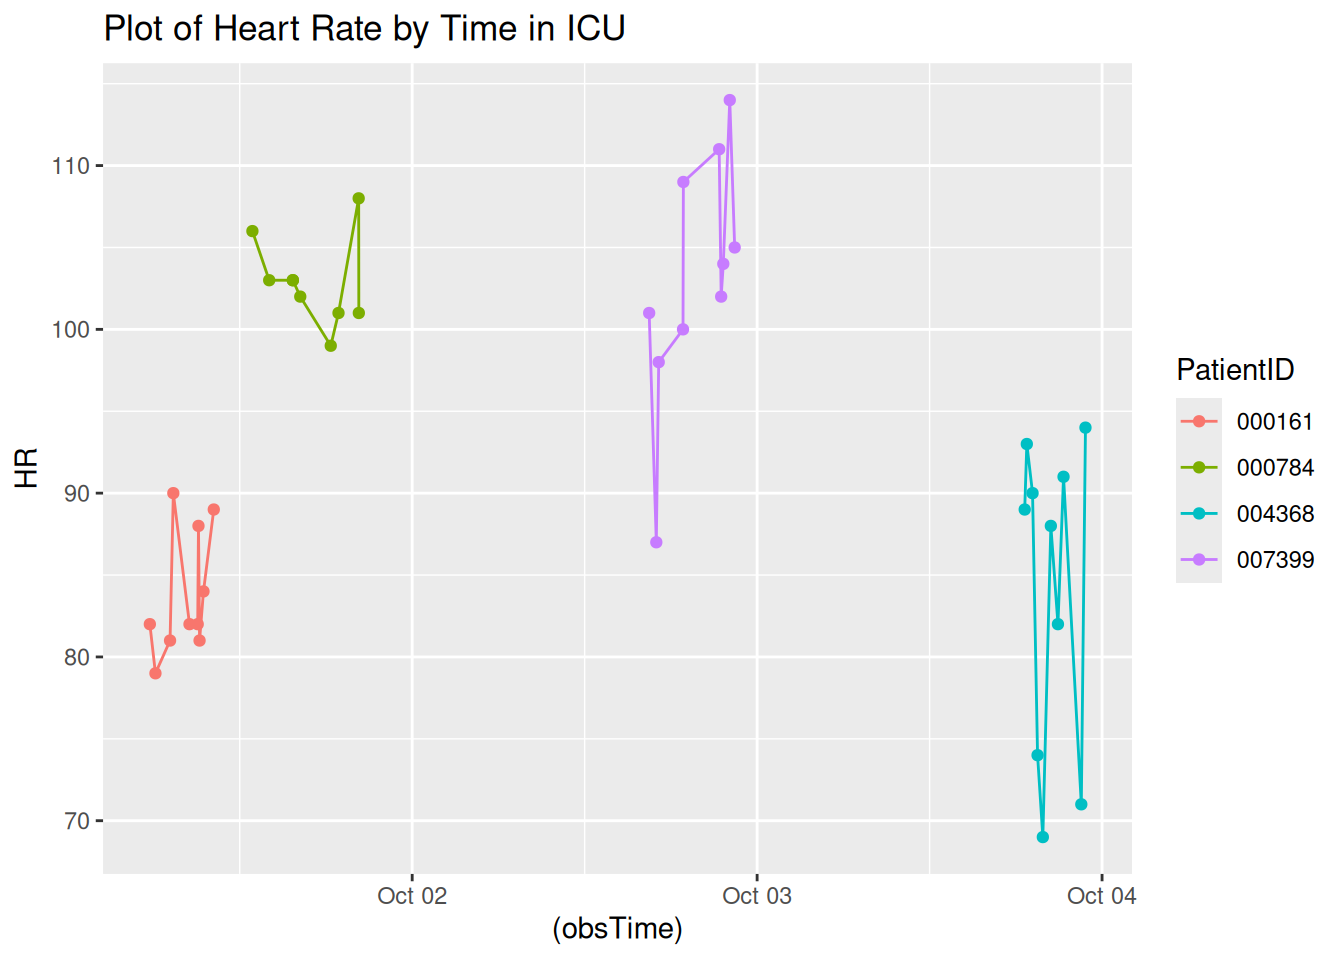 Plot of Heart Rate by Time in ICU
110
100
90
80
70
HR
Oct 02
Oct 03
Oct 04
(obsTime)
PatientID
000161
000784
004368
007399